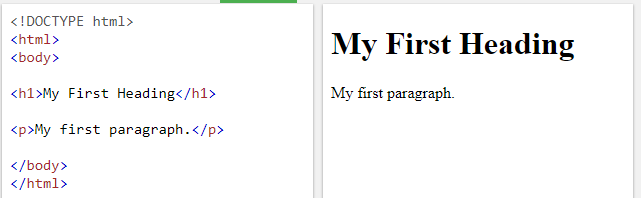 <!DOCTYPE html>
<html>
<body>
<h1>My First Heading</h1>
<p>My first paragraph.</p>
</body>
</html>
My First Heading
My first paragraph.